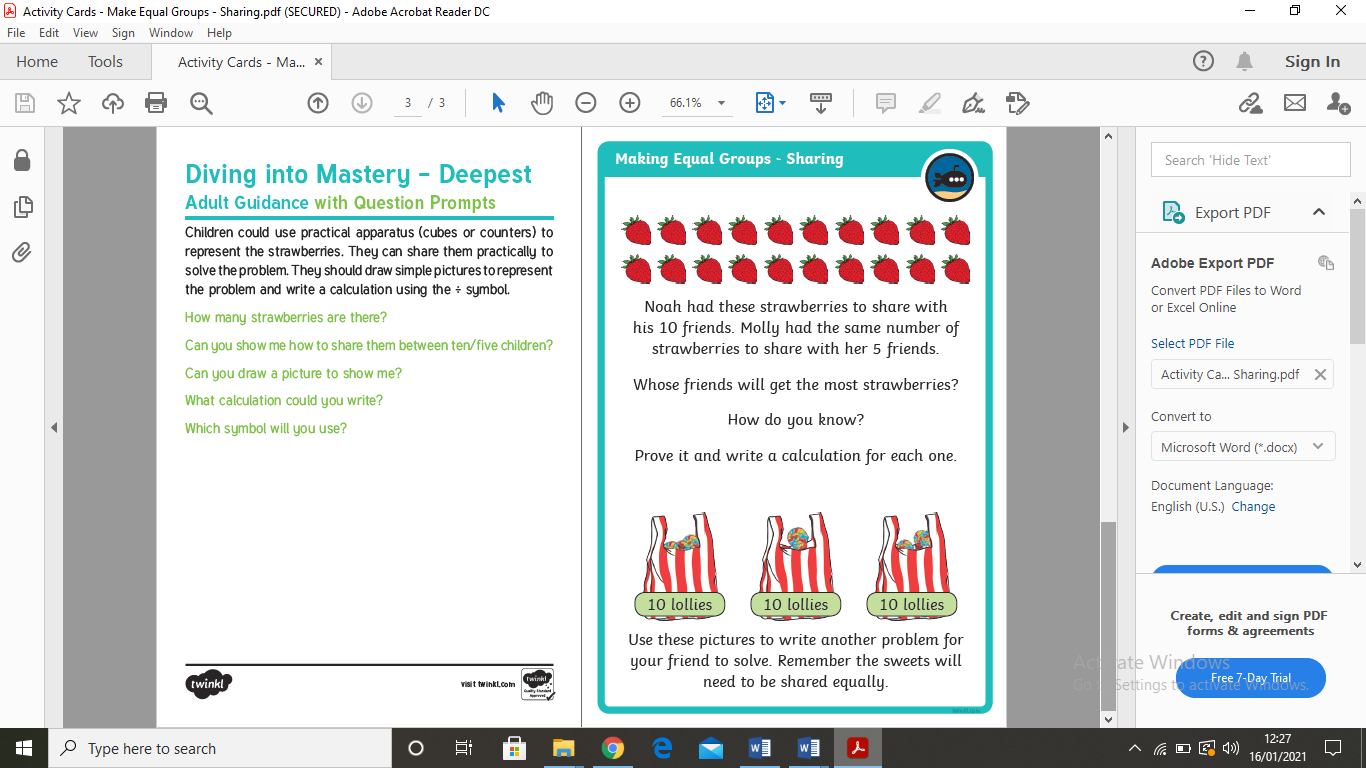 Activity Cards - Make Equal Groups - Sharing.pdf (SECURED) - Adobe Acrobat Reader DC
File Edit View Sign Window Help
Home Tools Activity Cards - Ma... ×
? Sign In
3 / 3 66.1%
Diving into Mastery – Deepest
Adult Guidance with Question Prompts
Children could use practical apparatus (cubes or counters) to
represent the strawberries. They can share them practically to
solve the problem. They should draw simple pictures to represent
the problem and write a calculation using the ÷ symbol.
How many strawberries are there?
Can you show me how to share them between ten/five children?
Can you draw a picture to show me?
What calculation could you write?
Which symbol will you use?
twinkl
visit twinkl.com
twinkl
Quality Standard
Approved
Making Equal Groups - Sharing
Noah had these strawberries to share with
his 10 friends. Molly had the same number of
strawberries to share with her 5 friends.
Whose friends will get the most strawberries?
How do you know?
Prove it and write a calculation for each one.
10 lollies
10 lollies
10 lollies
Use these pictures to write another problem for
your friend to solve. Remember the sweets will
need to be shared equally.
Search 'Hide Text'
Export PDF
Adobe Export PDF
Convert PDF Files to Word
or Excel Online
Select PDF File
Activity Ca... Sharing.pdf
Convert to
Microsoft Word (*.docx)
Document Language:
English (U.S.) Change
Create, edit and sign PDF
forms & agreements
Free 7-Day Trial
Activate Windows
Go to Settings to activate Windows.
Type here to search
12:27
16/01/2021